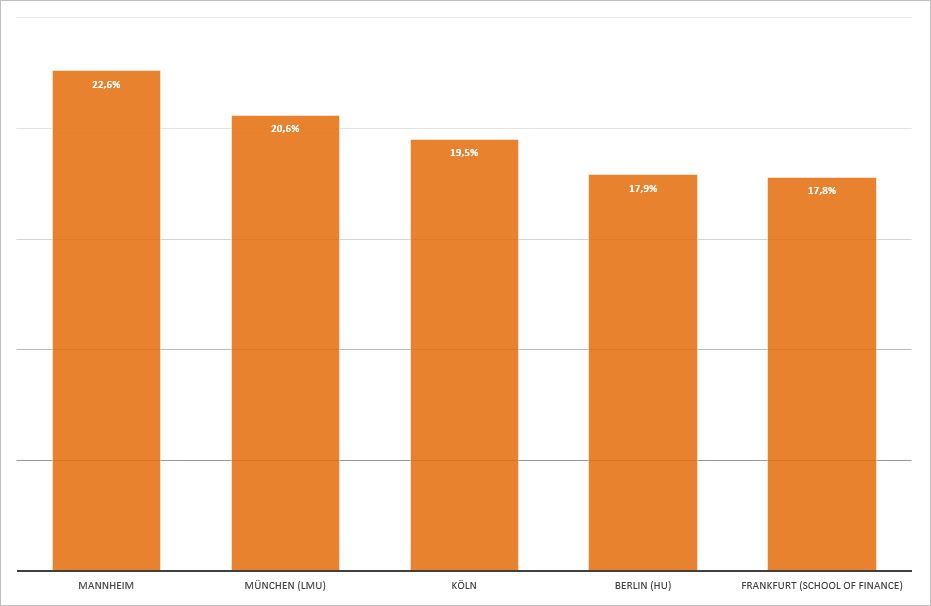 22,6%
20,6%
19,5%
17,9%
17,8%
MANNHEIM
MÜNCHEN (LMU)
KÖLN
BERLIN (HU)
FRANKFURT (SCHOOL OF FINANCE)